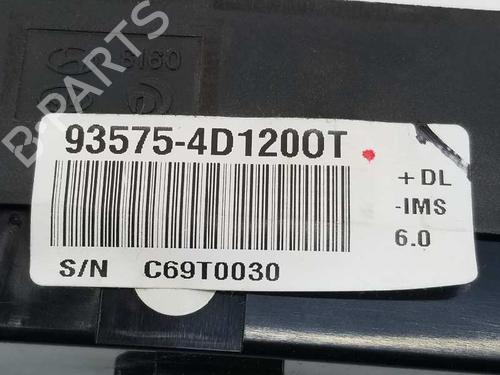 5160
B-PARTS
93575-4D1200T
+DL
-IMS
6.0
S/N C69T0030